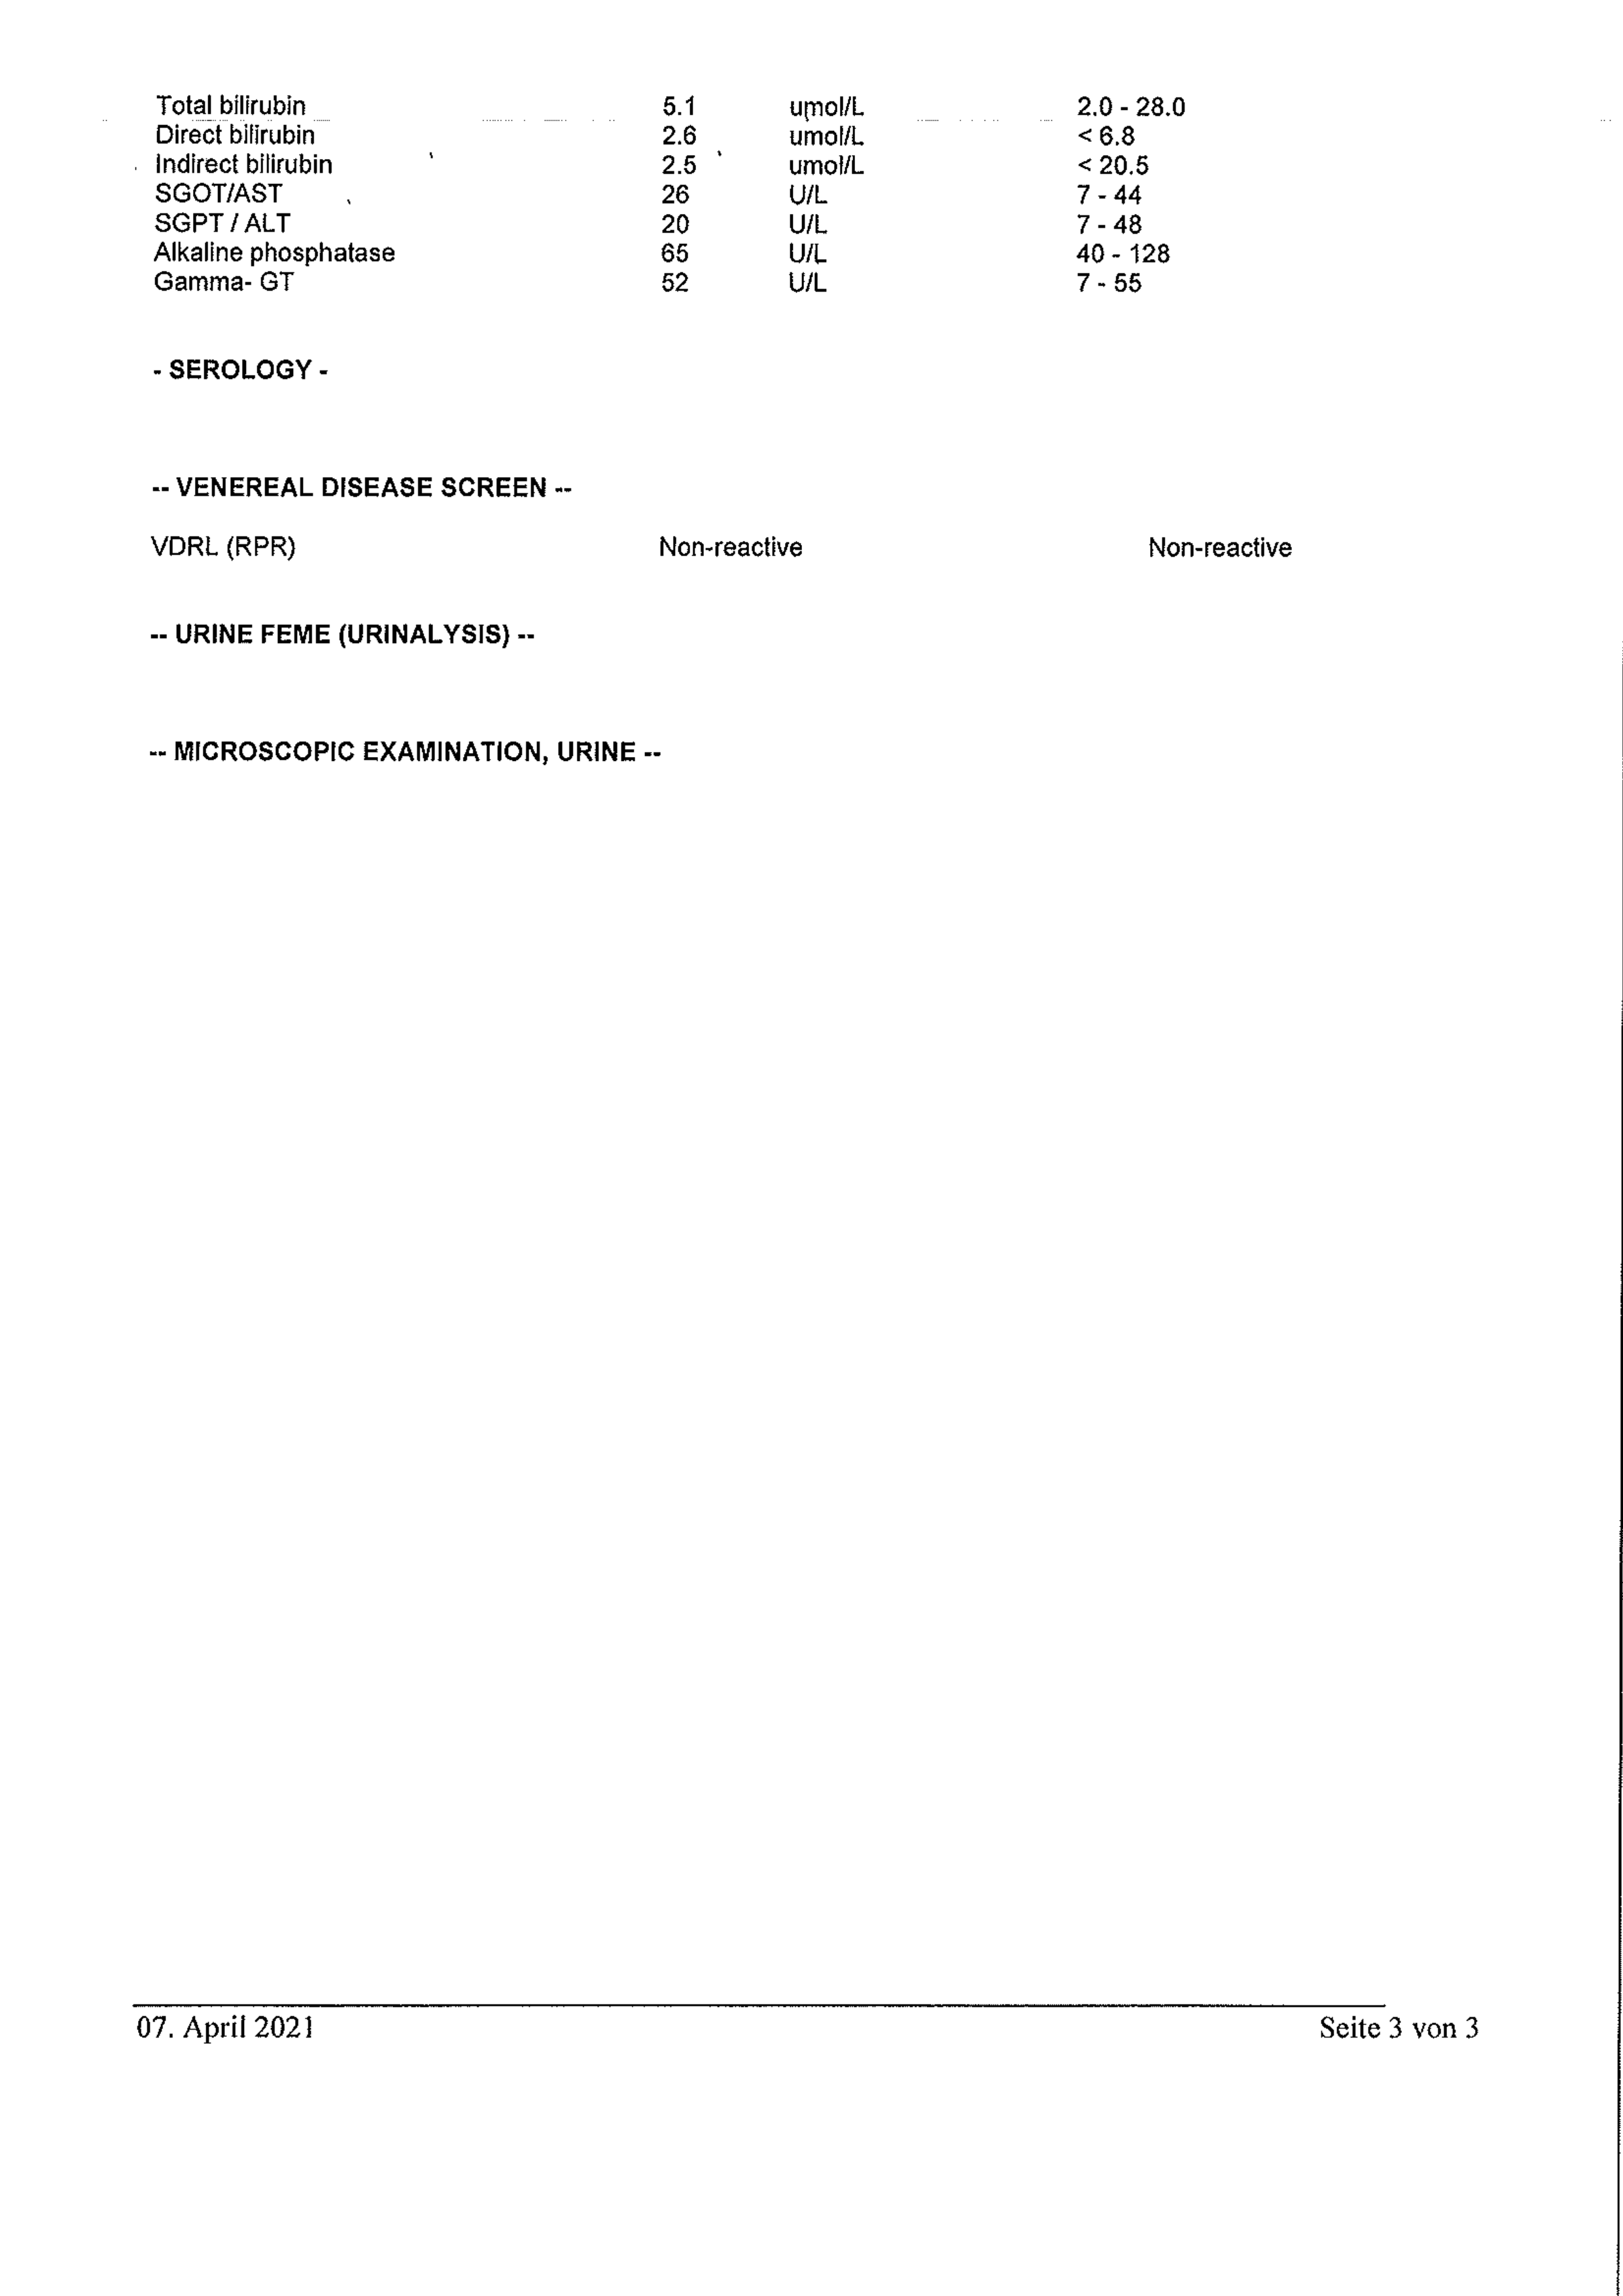 Total bilirubin 5.1 umol/L 2.0 - 28.0
Direct bilirubin 2.6 umol/L < 6.8
Indirect bilirubin 2.5 umol/L < 20.5
SGOT/AST 26 U/L 7 - 44
SGPT / ALT 20 U/L 7 - 48
Alkaline phosphatase 65 U/L 40 - 128
Gamma- GT 52 U/L 7 - 55
- SEROLOGY -
-- VENEREAL DISEASE SCREEN --
VDRL (RPR) Non-reactive Non-reactive
-- URINE FEME (URINALYSIS) --
-- MICROSCOPIC EXAMINATION, URINE --
07. April 2021 Seite 3 von 3